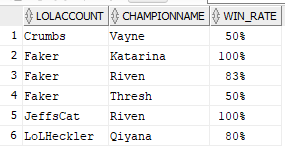 LOLACCOUNT CHAMPIONNAME WIN_RATE
1 Crumbs Vayne 50%
2 Faker Katarina 100%
3 Faker Riven 83%
4 Faker Thresh 50%
5 JeffsCat Riven 100%
6 LoLHeckler Qiyana 80%